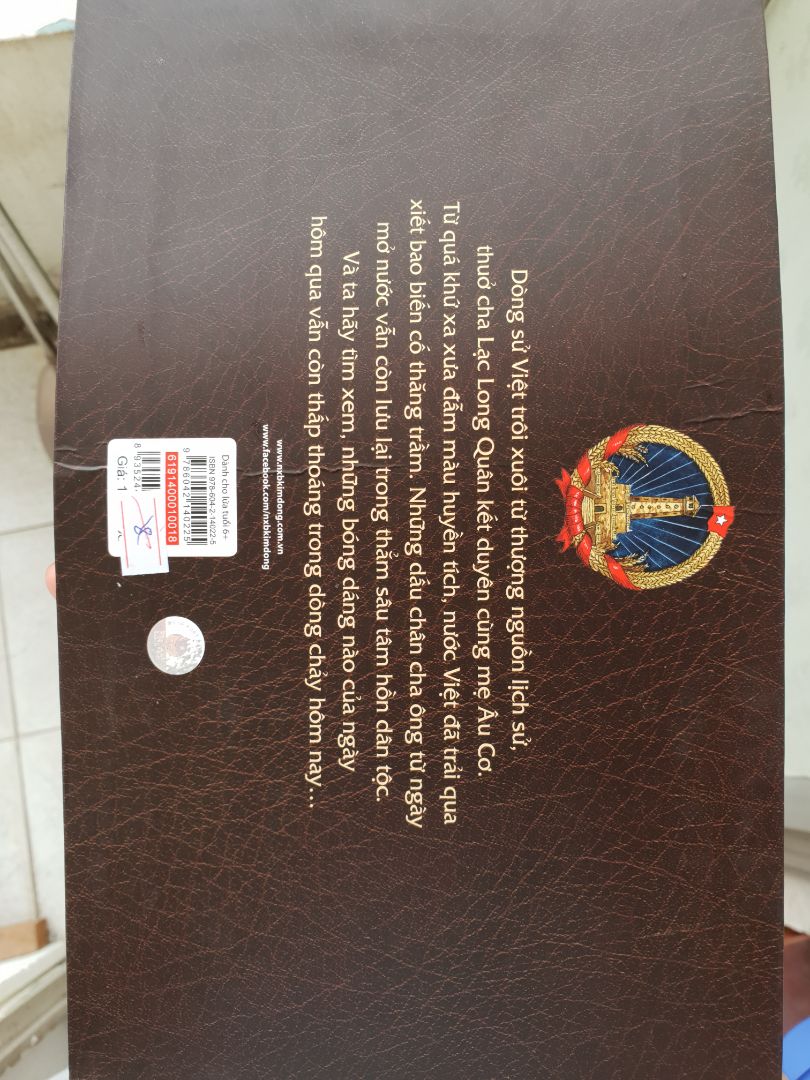 Dòng sử Việt trôi xuôi từ thượng nguồn lịch sử,
thuở cha Lạc Long Quân kết duyên cùng mẹ Âu Cơ.
Từ quá khứ xa xưa đẫm màu huyền tích, nước Việt đã trải qua
xiết bao biến cố thăng trầm. Những dấu chân cha ông từ ngày
mở nước vẫn còn lưu lại trong thẳm sâu tâm hồn dân tộc.
Và ta hãy tìm xem, những bóng dáng nào của ngày
hôm qua vẫn còn thấp thoáng trong dòng chảy hôm nay...
www.nxbkimdong.com.vn
www.facebook.com/nxbkimdong
Dành cho lứa tuổi: 6+
ISBN 978-604-2-14022-5
9 786042 140225
6191400010018
8 93524
Giá: 1